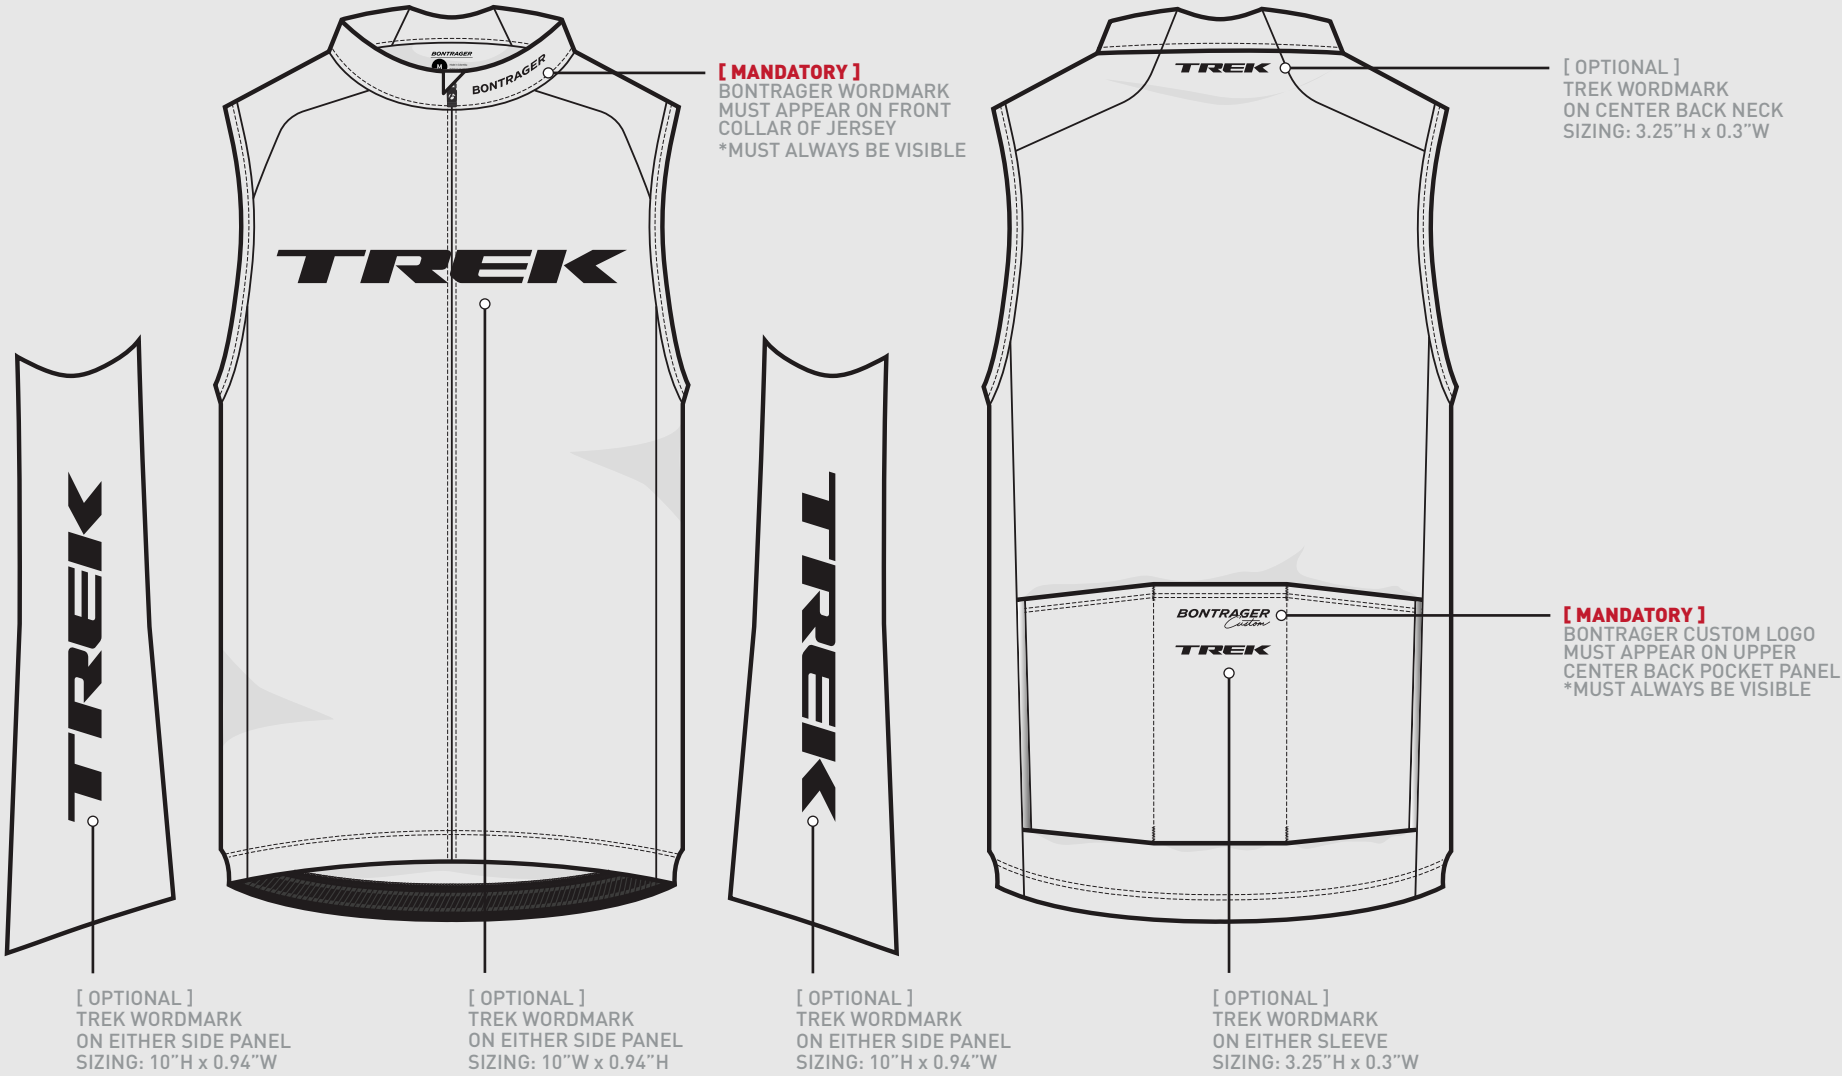 BONTRAGER
M
BONTRAGER
[ MANDATORY ]
BONTRAGER WORDMARK
MUST APPEAR ON FRONT
COLLAR OF JERSEY
*MUST ALWAYS BE VISIBLE
TREK
[ OPTIONAL ]
TREK WORDMARK
ON CENTER BACK NECK
SIZING: 3.25”H x 0.3”W
TREK
TREK
TREK
BONTRAGER
Custom
TREK
[ MANDATORY ]
BONTRAGER CUSTOM LOGO
MUST APPEAR ON UPPER
CENTER BACK POCKET PANEL
*MUST ALWAYS BE VISIBLE
[ OPTIONAL ]
TREK WORDMARK
ON EITHER SIDE PANEL
SIZING: 10”H x 0.94”W
[ OPTIONAL ]
TREK WORDMARK
ON EITHER SIDE PANEL
SIZING: 10”W x 0.94”H
[ OPTIONAL ]
TREK WORDMARK
ON EITHER SIDE PANEL
SIZING: 10”H x 0.94”W
[ OPTIONAL ]
TREK WORDMARK
ON EITHER SLEEVE
SIZING: 3.25”H x 0.3”W